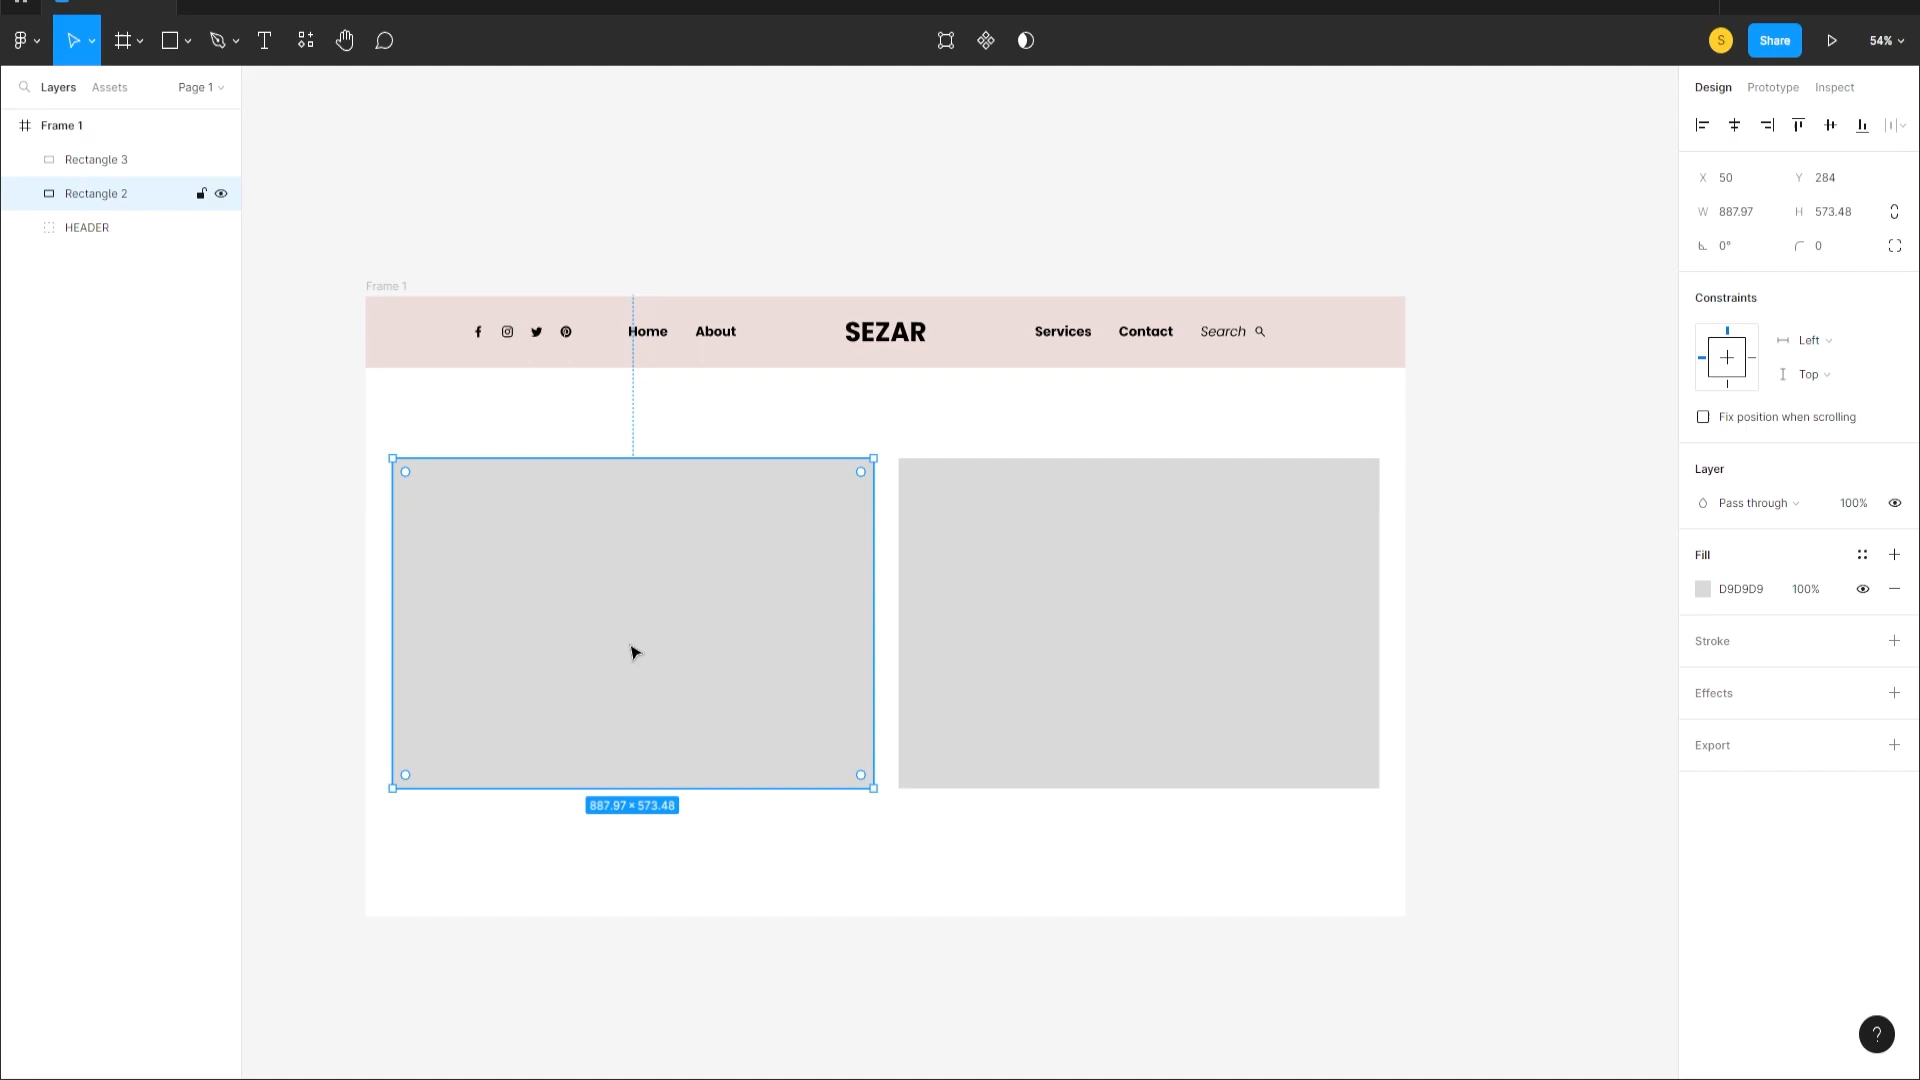 S
Share
54%
Layers
Assets
Page 1
Frame 1
Rectangle 3
Rectangle 2
HEADER
Frame 1
Home
About
SEZAR
Services
Contact
Search
887.97 × 573.48
Design
Prototype
Inspect
X 50
Y 284
W 887.97
H 573.48
0°
0
Constraints
Left
Top
Fix position when scrolling
Layer
Pass through
100%
Fill
D9D9D9
100%
Stroke
Effects
Export
?